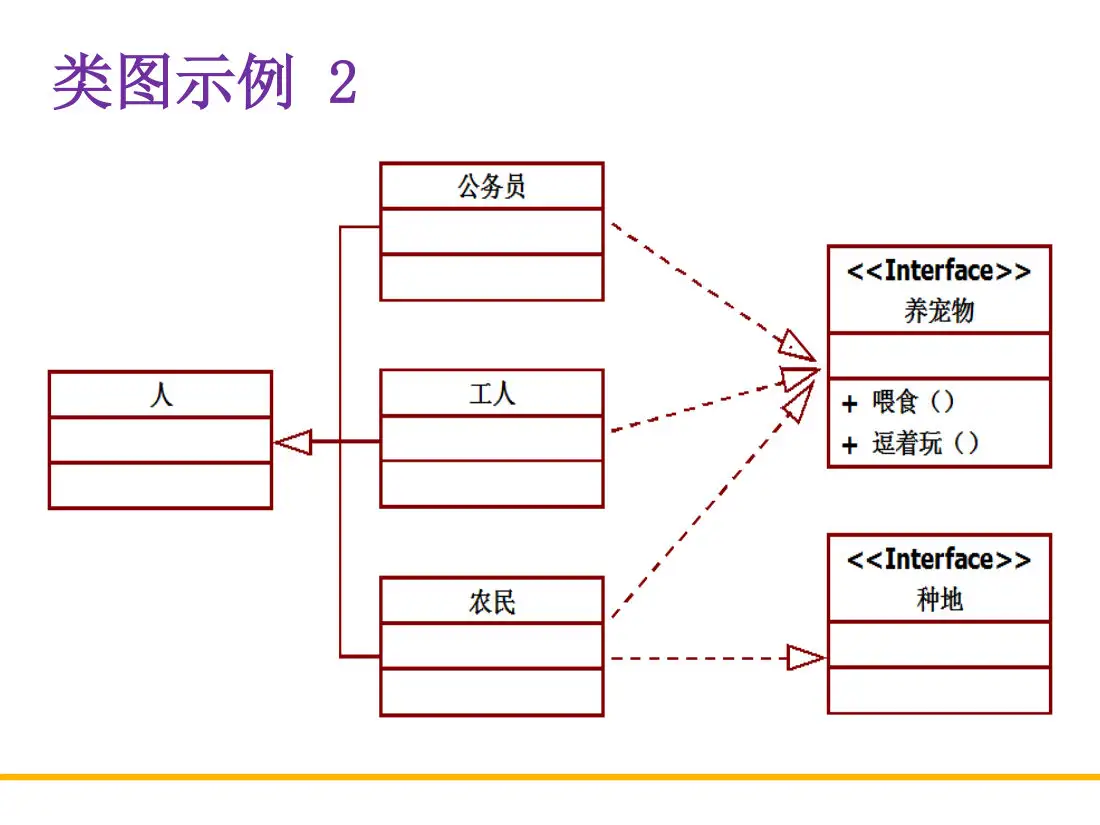 类图示例 2
公务员
<<Interface>>
养宠物
人
工人
+ 喂食（）
+ 逗着玩（）
<<Interface>>
种地
农民